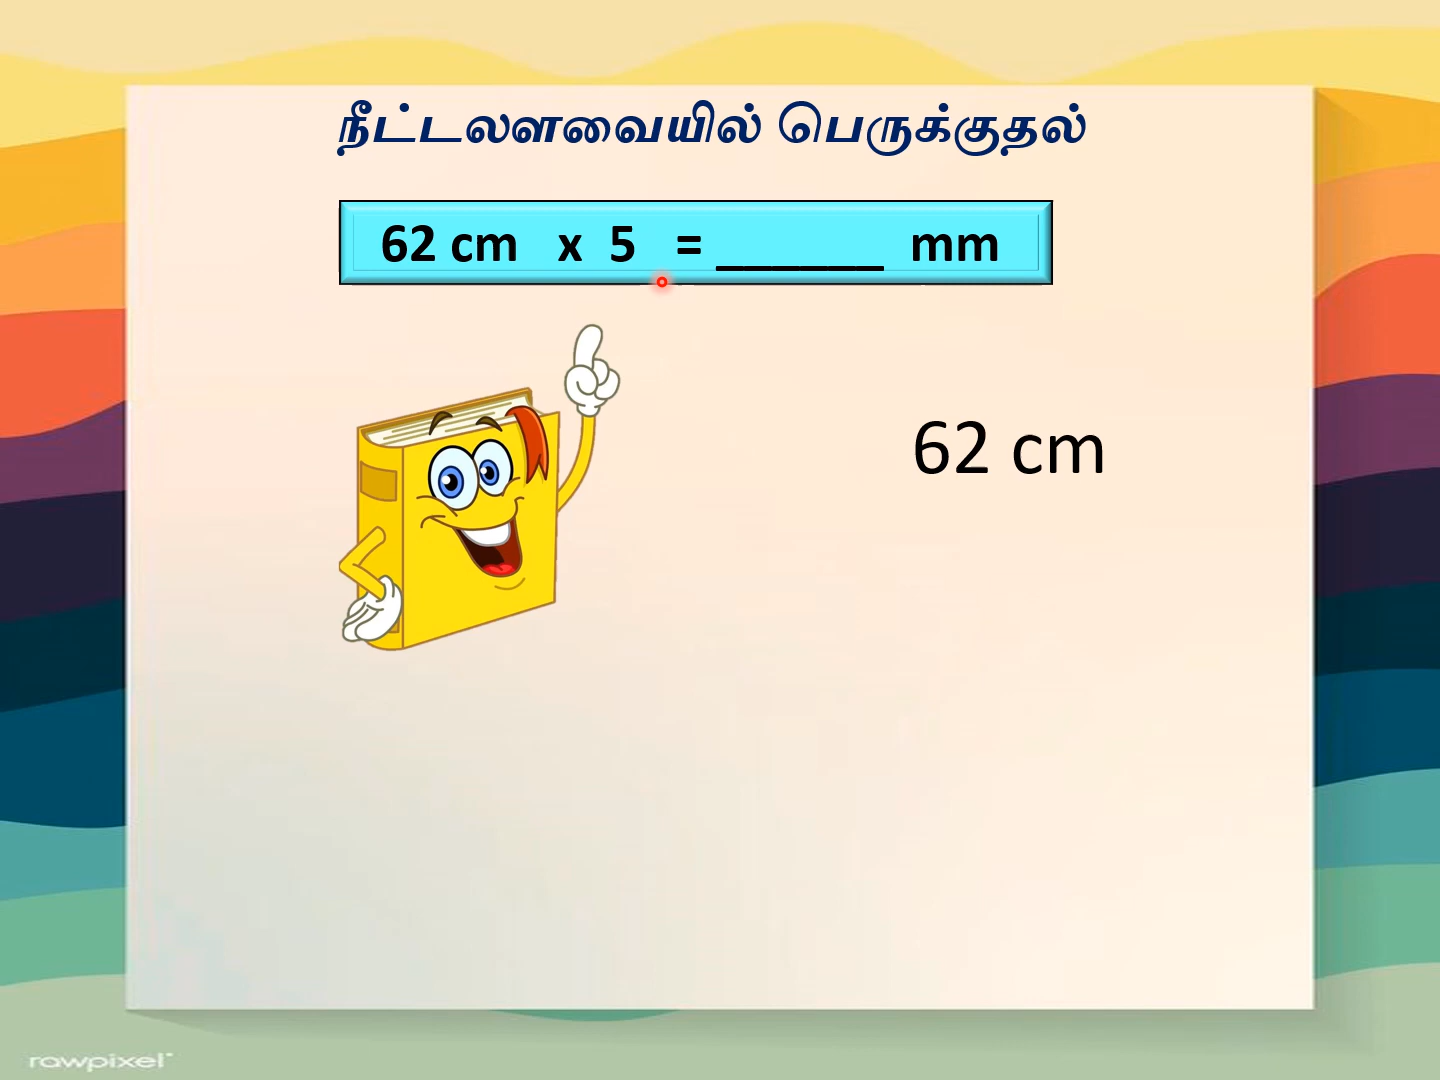 நீட்டலளவையில் பெருக்குதல்
62 cm x 5 = ______ mm
62 cm
rawpixel